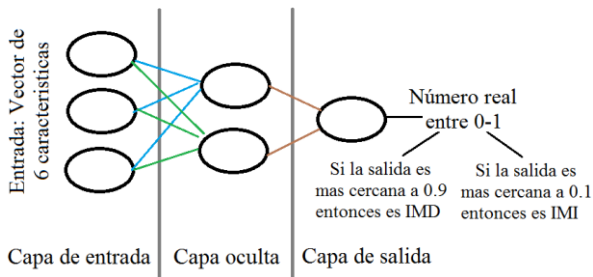 Entrada: Vector de
6 caracteristicas
Número real
entre 0-1
Si la salida es
mas cercana a 0.9
entonces es IMD
Si la salida es
mas cercana a 0.1
entonces es IMI
Capa de entrada
Capa oculta
Capa de salida